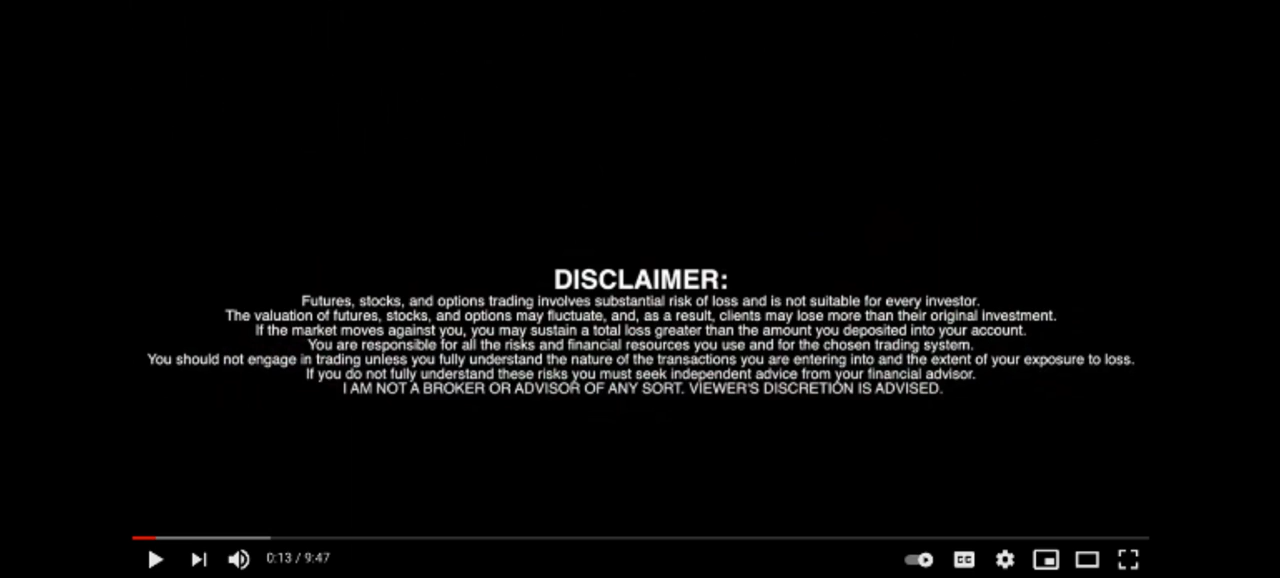 DISCLAIMER:
Futures, stocks, and options trading involves substantial risk of loss and is not suitable for every investor.
The valuation of futures, stocks, and options may fluctuate, and, as a result, clients may lose more than their original investment.
If the market moves against you, you may sustain a total loss greater than the amount you deposited into your account.
You are responsible for all the risks and financial resources you use and for the chosen trading system.
You should not engage in trading unless you fully understand the nature of the transactions you are entering into and the extent of your exposure to loss.
If you do not fully understand these risks you must seek independent advice from your financial advisor.
I AM NOT A BROKER OR ADVISOR OF ANY SORT. VIEWER'S DISCRETION IS ADVISED.
0:13 / 9:47
CC